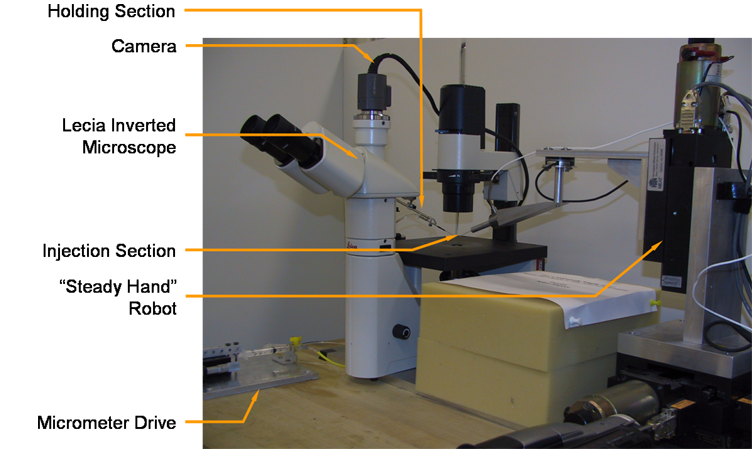 Holding Section
Camera
Lecia Inverted
Microscope
Injection Section
“Steady Hand”
Robot
Micrometer Drive